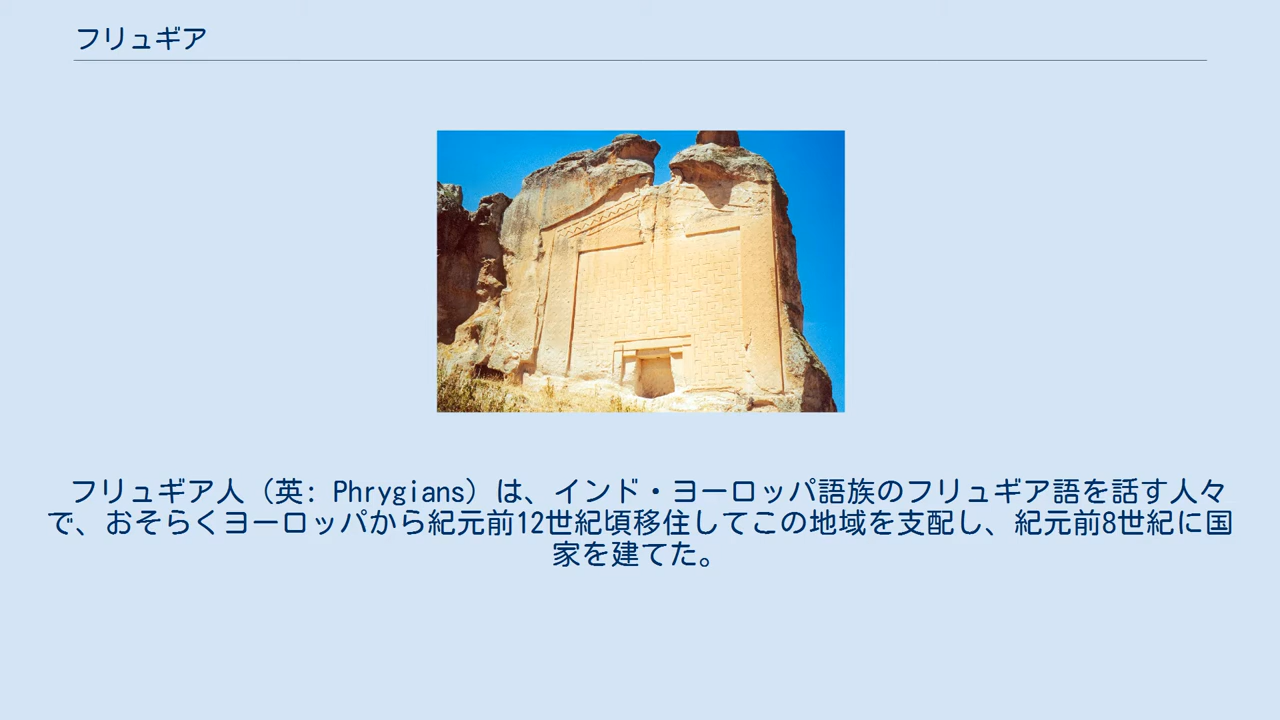 フリュギア
フリュギア人（英: Phrygians）は、インド・ヨーロッパ語族のフリュギア語を話す人々
で、おそらくヨーロッパから紀元前12世紀頃移住してこの地域を支配し、紀元前8世紀に国
家を建てた。